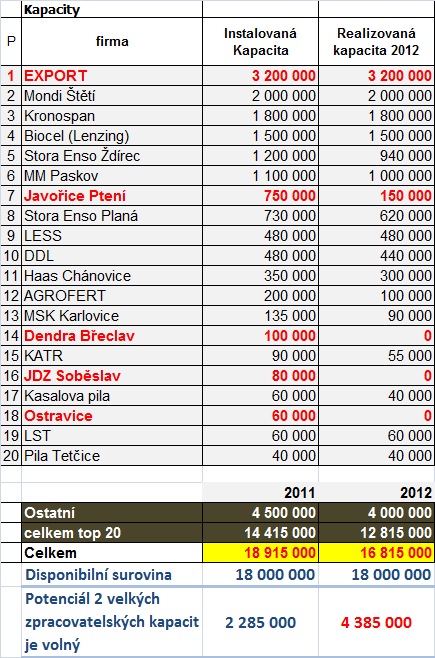 Kapacity
P firma Instalovaná Kapacita Realizovaná kapacita 2012
1 EXPORT 3 200 000 3 200 000
2 Mondi Štětí 2 000 000 2 000 000
3 Kronospan 1 800 000 1 800 000
4 Biocel (Lenzing) 1 500 000 1 500 000
5 Stora Enso Ždírec 1 200 000 940 000
6 MM Paskov 1 100 000 1 000 000
7 Javořice Ptení 750 000 150 000
8 Stora Enso Planá 730 000 620 000
9 LESS 480 000 480 000
10 DDL 480 000 440 000
11 Haas Chánovice 350 000 300 000
12 AGROFERT 200 000 100 000
13 MSK Karlovice 135 000 90 000
14 Dendra Břeclav 100 000 0
15 KATR 90 000 55 000
16 JDZ Soběslav 80 000 0
17 Kasalova pila 60 000 40 000
18 Ostravice 60 000 0
19 LST 60 000 60 000
20 Pila Tetčice 40 000 40 000
2011 2012
Ostatní 4 500 000 4 000 000
celkem top 20 14 415 000 12 815 000
Celkem 18 915 000 16 815 000
Disponibilní surovina 18 000 000 18 000 000
Potenciál 2 velkých
zpracovatelských kapacit 2 285 000 4 385 000
je volný